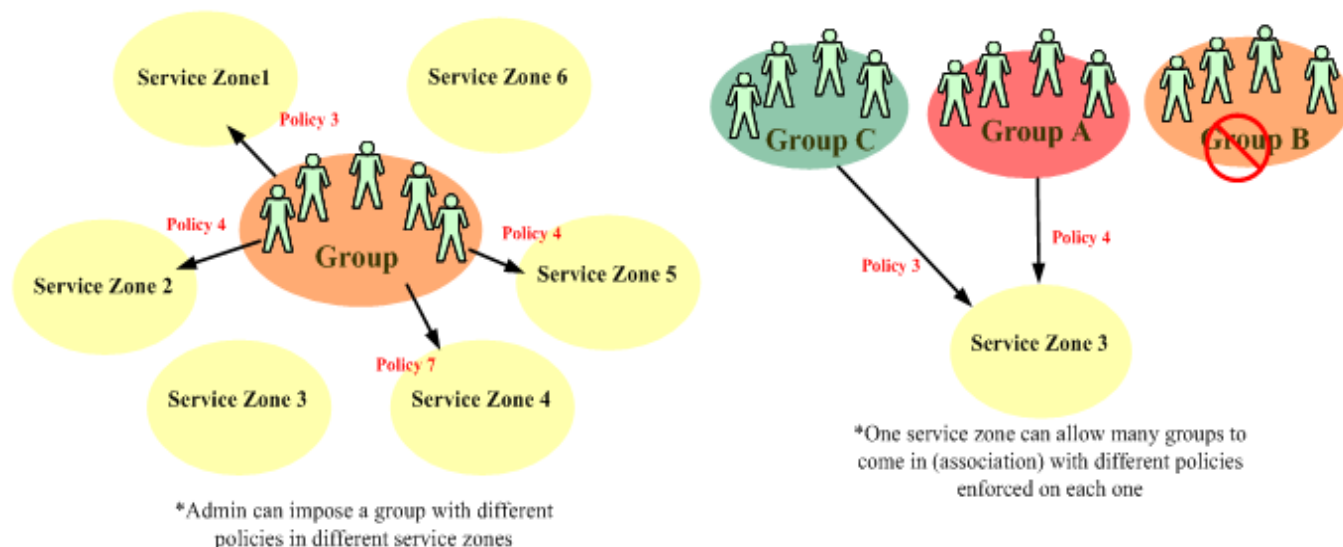 Service Zone1
Service Zone 6
Policy 3
Policy 4
Group
Policy 4
Service Zone 2
Service Zone 5
Policy 7
Service Zone 3
Service Zone 4
*Admin can impose a group with different
policies in different service zones
Group C
Group A
Group B
Policy 3
Policy 4
Service Zone 3
*One service zone can allow many groups to
come in (association) with different policies
enforced on each one